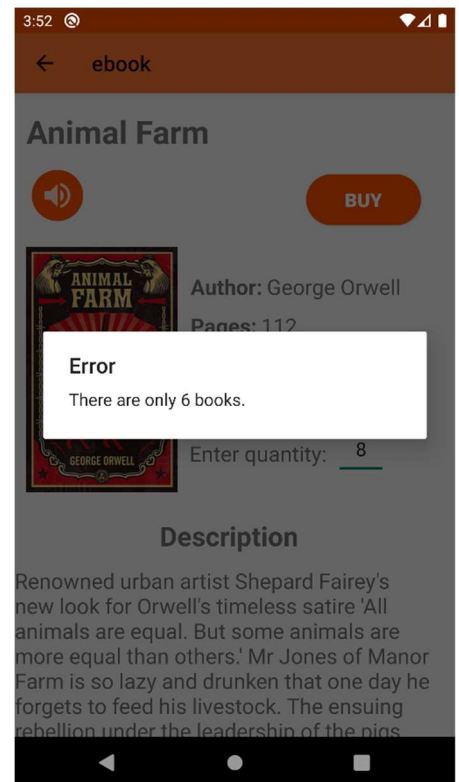 3:52
ebook
Animal Farm
BUY
ANIMAL
FARM
GEORGE ORWELL
Author: George Orwell
Pages: 112
Error
There are only 6 books.
Enter quantity: 8
Description
Renowned urban artist Shepard Fairey's
new look for Orwell's timeless satire 'All
animals are equal. But some animals are
more equal than others.' Mr Jones of Manor
Farm is so lazy and drunken that one day he
forgets to feed his livestock. The ensuing
rebellion under the leadership of the pigs